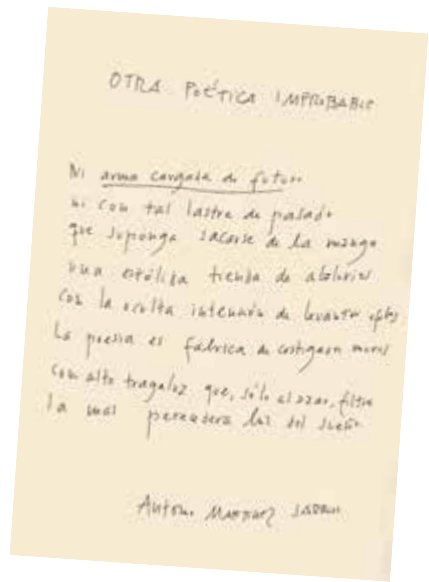 OTRA POÉTICA IMPROBABLE
Ni arma cargada de futuro
ni con tal lastre de pasado
que suponga sacarse de la manga
una estólida tienda de abalorios
con la oculta intención de levantar
La poesía es fábrica de muros
con alto tragaluz que, sólo al azar, filtra
la más perecedera luz del sueño
Antonio Martínez Sarrión